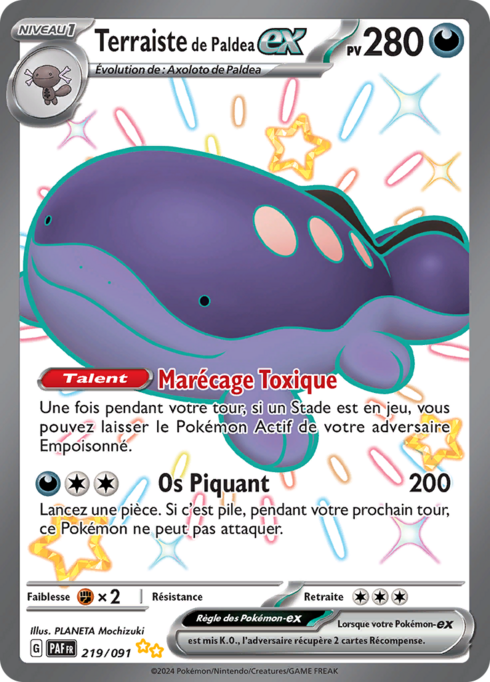 NIVEAU 1
Terraiste de Paldea ex PV 280
Évolution de : Axoloto de Paldea
Talent Marécage Toxique
Une fois pendant votre tour, si un Stade est en jeu, vous
pouvez laisser le Pokémon Actif de votre adversaire
Empoisonné.
Os Piquant 200
Lancez une pièce. Si c'est pile, pendant votre prochain tour,
ce Pokémon ne peut pas attaquer.
Faiblesse × 2 Résistance Retraite
Illus. PLANETA Mochizuki
G PAF FR 219/091
Règle des Pokémon-ex Lorsque votre Pokémon-ex
est mis K.O., l'adversaire récupère 2 cartes Récompense.
©2024 Pokémon/Nintendo/Creatures/GAME FREAK